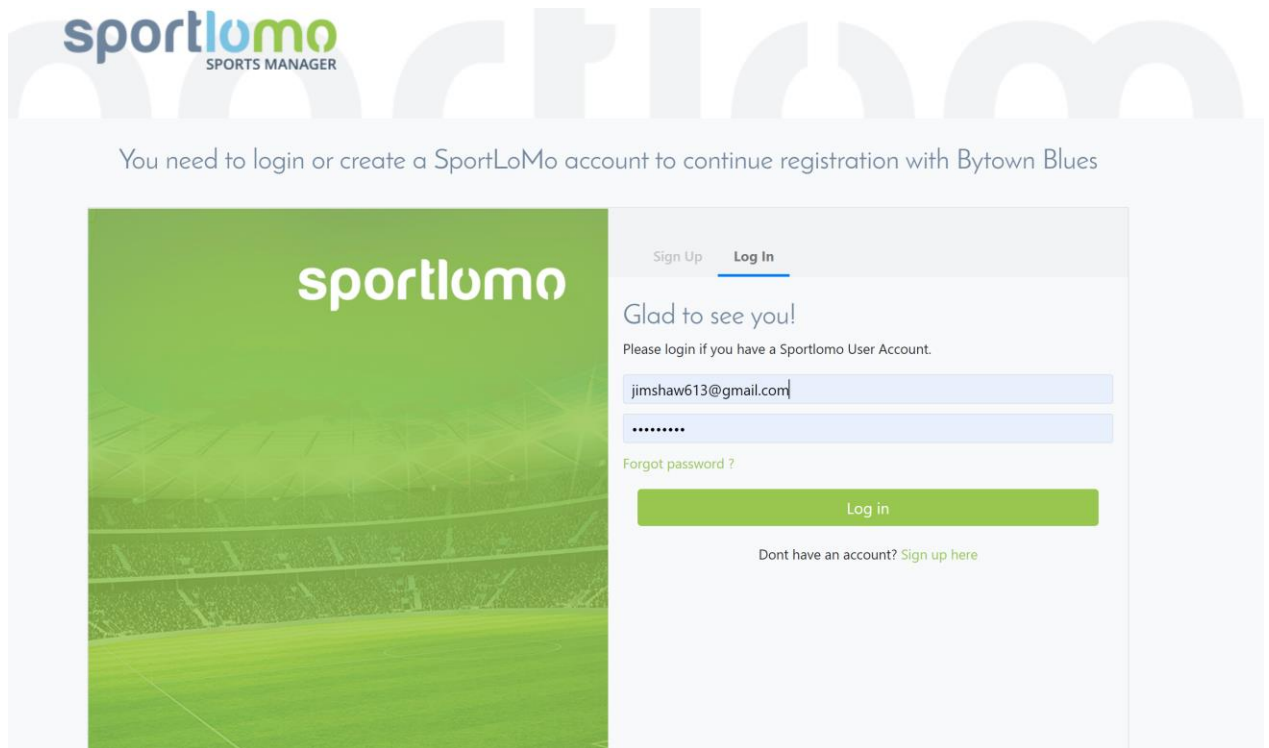 sportlomo
SPORTS MANAGER
You need to login or create a SportLoMo account to continue registration with Bytown Blues
sportlomo
Sign Up Log In
Glad to see you!
Please login if you have a Sportlomo User Account.
jimshaw613@gmail.com
•••••••••
Forgot password ?
Log in
Dont have an account? Sign up here